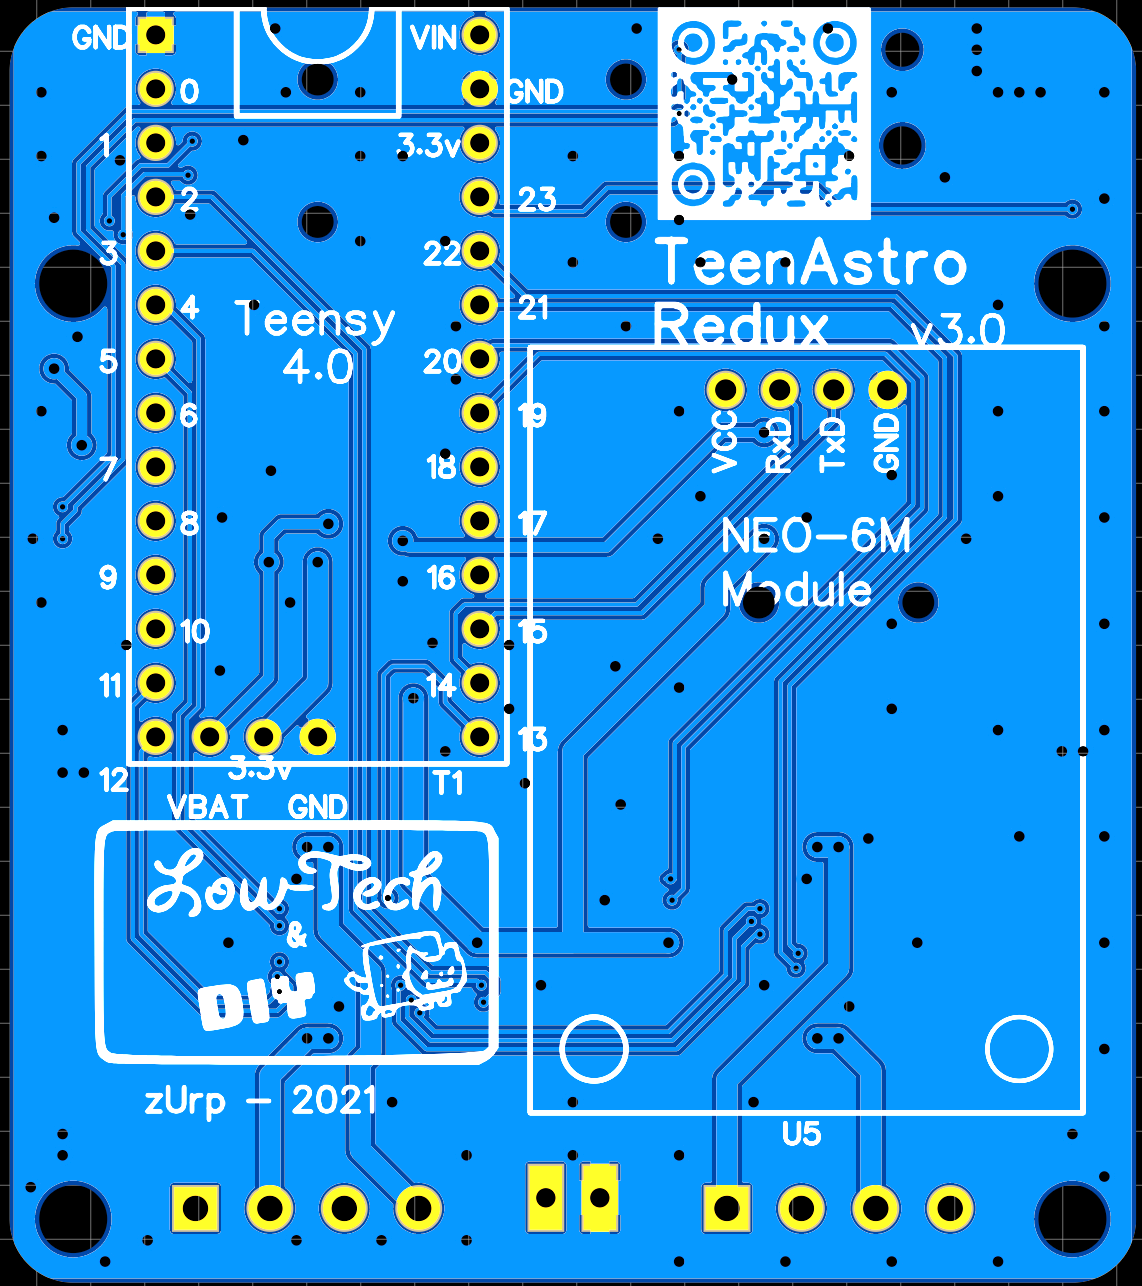 GND VIN
0 GND
1 3.3v
2 23
3 22
TeenAstro
4 21
Redux v3.0
Teensy
4.0
5 20
6 19
VCC RxD TxD GND
7 18
8 17
NEO-6M
Module
9 16
10 15
11 14
12 13
3.3v T1
VBAT GND
Low-Tech
&
DIY
zUrp - 2021
U5